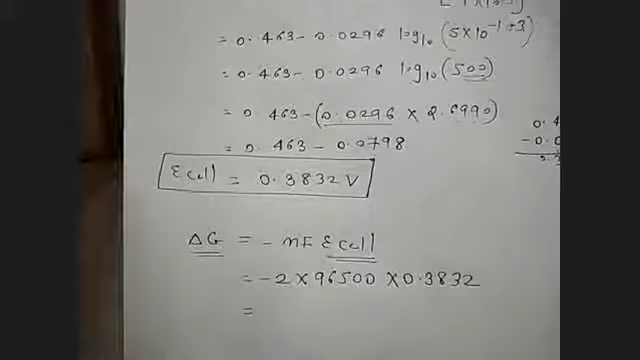 = 0.463 - 0.0296 log₁₀ (5×10⁻¹⁺³)
= 0.463 - 0.0296 log₁₀ (500)
= 0.463 - (0.0296 × 2.6990)
= 0.463 - 0.0798
Ecell = 0.3832 V
ΔG = - nF Ecell
= -2 × 96500 × 0.3832
=